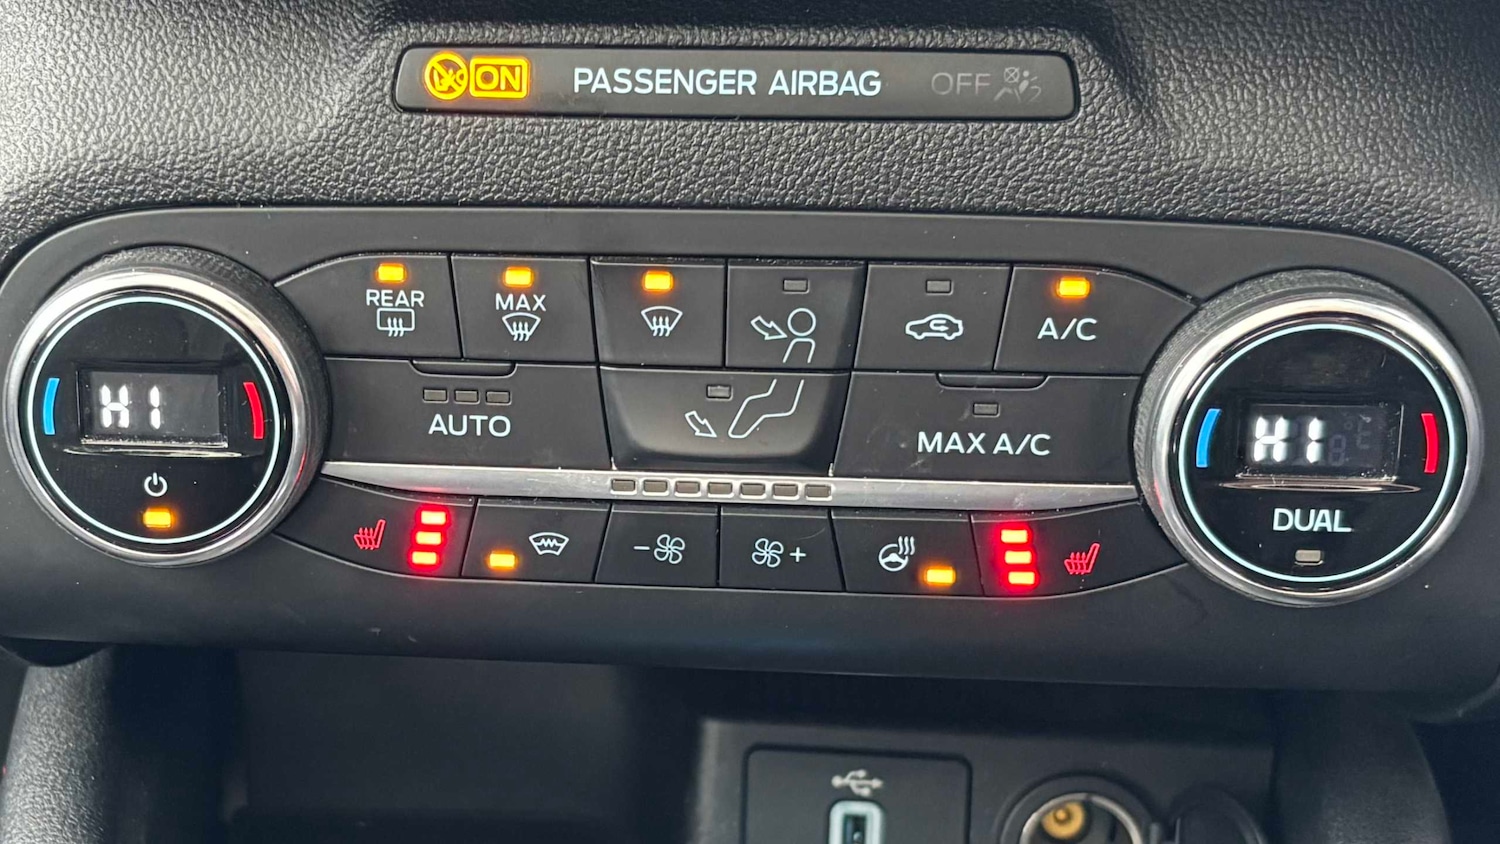 ON PASSENGER AIRBAG OFF
REAR
MAX
A/C
HI
AUTO
MAX A/C
HI
DUAL
- +